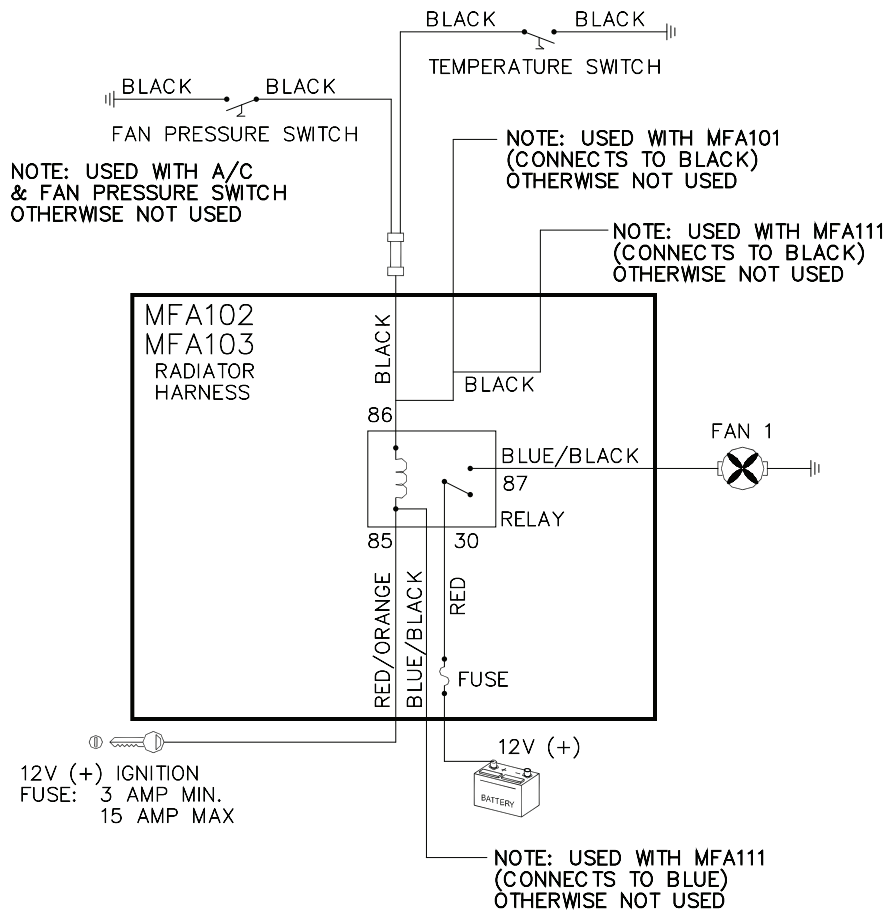 BLACK
BLACK
TEMPERATURE SWITCH
BLACK
BLACK
FAN PRESSURE SWITCH
NOTE: USED WITH A/C
& FAN PRESSURE SWITCH
OTHERWISE NOT USED
NOTE: USED WITH MFA101
(CONNECTS TO BLACK)
OTHERWISE NOT USED
NOTE: USED WITH MFA111
(CONNECTS TO BLACK)
OTHERWISE NOT USED
MFA102
MFA103
RADIATOR
HARNESS
BLACK
BLACK
86
BLUE/BLACK
87
FAN 1
RELAY
85
30
RED/ORANGE
BLUE/BLACK
RED
FUSE
12V (+)
BATTERY
12V (+) IGNITION
FUSE: 3 AMP MIN.
15 AMP MAX
NOTE: USED WITH MFA111
(CONNECTS TO BLUE)
OTHERWISE NOT USED